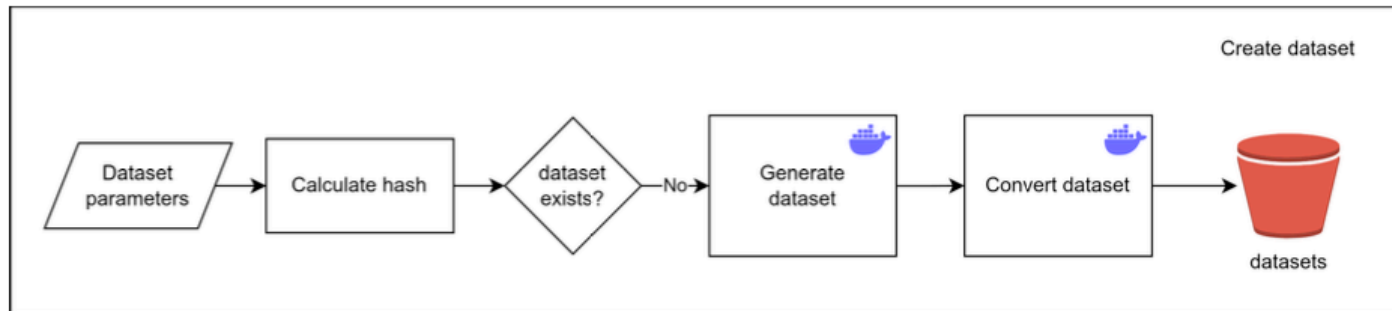 Create dataset
Dataset
parameters
Calculate hash
dataset
exists?
No
Generate
dataset
Convert dataset
datasets